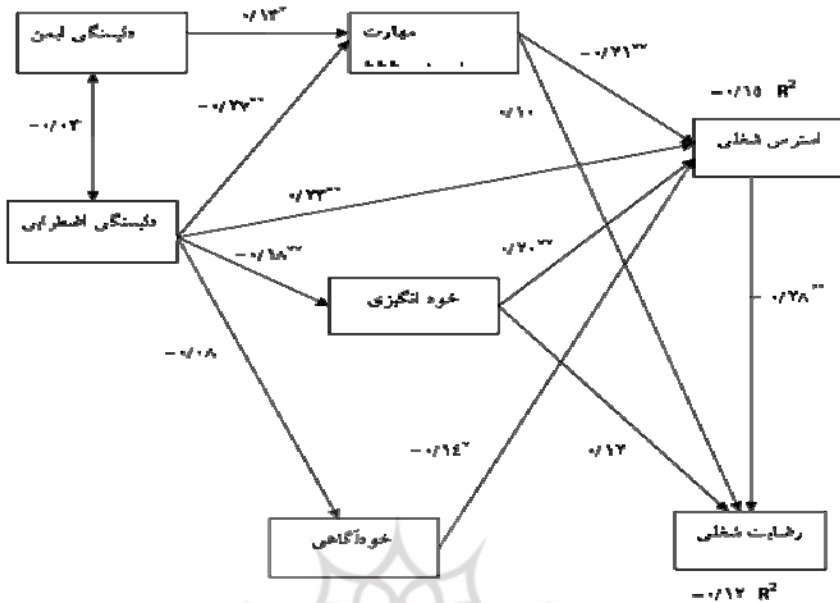 دلبستگی ایمن
۰/۱۳*
مهارت
-۰/۲۱**
-۰/۱۵ R²
-۰/۰۳
-۰/۲۷**
۰/۱۰
استرس شغلی
دلبستگی اضطرابی
۰/۲۳**
-۰/۱۸**
۰/۲۰**
خود انگیزی
-۰/۲۸**
-۰/۰۸
-۰/۱٤*
۰/۱۲
خودآگاهی
رضایت شغلی
-۰/۱۲ R²